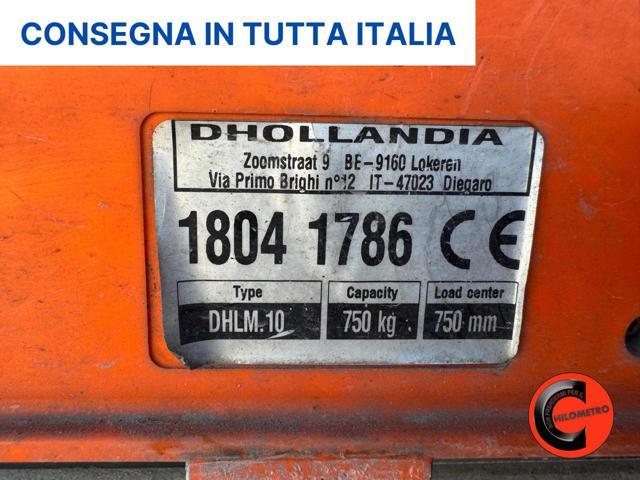 CONSEGNA IN TUTTA ITALIA
DHOLLANDIA
Zoomstraat 9 BE-9160 Lokeren
Via Primo Brighi n°12 IT-47023 Diegaro
1804 1786 CE
Type Capacity Load center
DHLM.10 750 kg 750 mm
CHILOMETRO